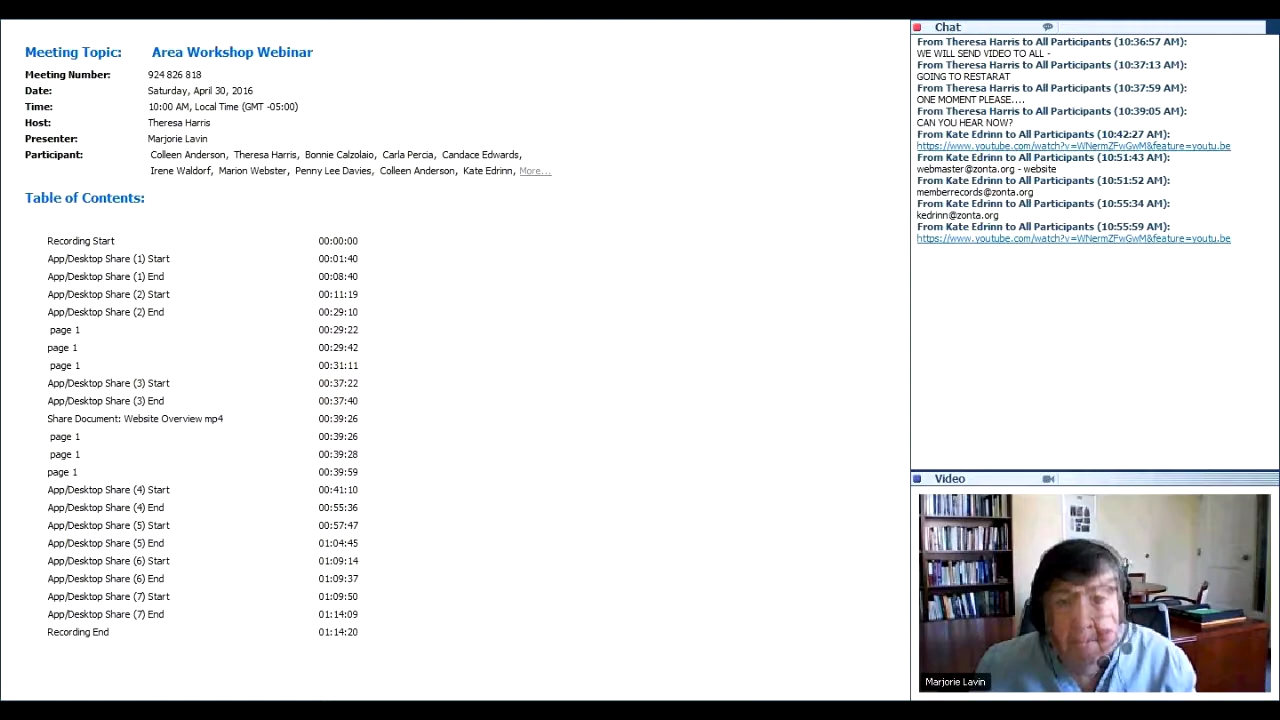 Meeting Topic: Area Workshop Webinar
Meeting Number: 924 826 818
Date: Saturday, April 30, 2016
Time: 10:00 AM, Local Time (GMT -05:00)
Host: Theresa Harris
Presenter: Marjorie Lavin
Participant: Colleen Anderson, Theresa Harris, Bonnie Calzolaio, Carla Percia, Candace Edwards,
Irene Waldorf, Marion Webster, Penny Lee Davies, Colleen Anderson, Kate Edrinn, More...
Table of Contents:
Recording Start 00:00:00
App/Desktop Share (1) Start 00:01:40
App/Desktop Share (1) End 00:08:40
App/Desktop Share (2) Start 00:11:19
App/Desktop Share (2) End 00:29:10
page 1 00:29:22
page 1 00:29:42
page 1 00:31:11
App/Desktop Share (3) Start 00:37:22
App/Desktop Share (3) End 00:37:40
Share Document: Website Overview mp4 00:39:26
page 1 00:39:26
page 1 00:39:28
page 1 00:39:59
App/Desktop Share (4) Start 00:41:10
App/Desktop Share (4) End 00:55:36
App/Desktop Share (5) Start 00:57:47
App/Desktop Share (5) End 01:04:45
App/Desktop Share (6) Start 01:09:14
App/Desktop Share (6) End 01:09:37
App/Desktop Share (7) Start 01:09:50
App/Desktop Share (7) End 01:14:09
Recording End 01:14:20
Chat
From Theresa Harris to All Participants (10:36:57 AM):
WE WILL SEND VIDEO TO ALL -
From Theresa Harris to All Participants (10:37:13 AM):
GOING TO RESTARAT
From Theresa Harris to All Participants (10:37:59 AM):
ONE MOMENT PLEASE....
From Theresa Harris to All Participants (10:39:05 AM):
CAN YOU HEAR NOW?
From Kate Edrinn to All Participants (10:42:27 AM):
https://www.youtube.com/watch?v=WNermZFwGwM&feature=youtu.be
From Kate Edrinn to All Participants (10:51:43 AM):
webmaster@zonta.org - website
From Kate Edrinn to All Participants (10:51:52 AM):
memberrecords@zonta.org
From Kate Edrinn to All Participants (10:55:34 AM):
kedrinn@zonta.org
From Kate Edrinn to All Participants (10:55:59 AM):
https://www.youtube.com/watch?v=WNermZFwGwM&feature=youtu.be
Video
Marjorie Lavin